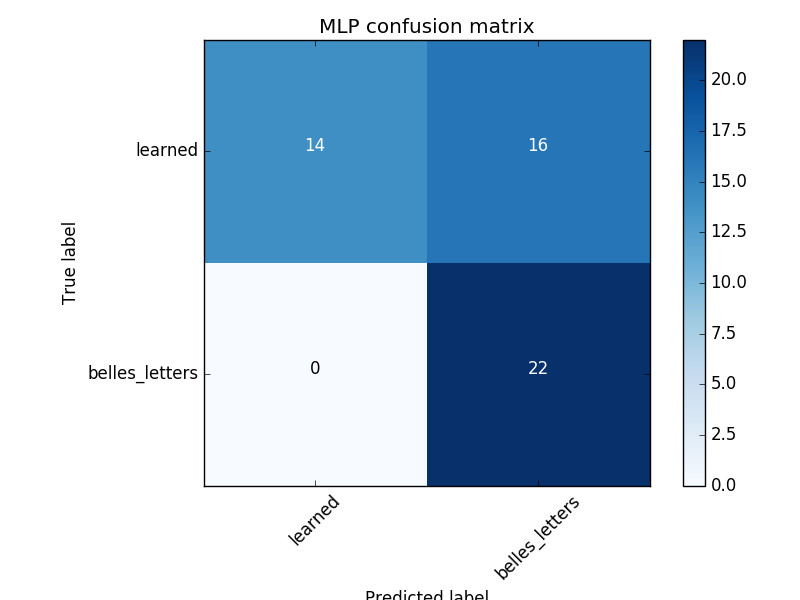 MLP confusion matrix
True label
learned
14
16
belles_letters
0
22
learned
belles_letters
Predicted label
20.0
17.5
15.0
12.5
10.0
7.5
5.0
2.5
0.0